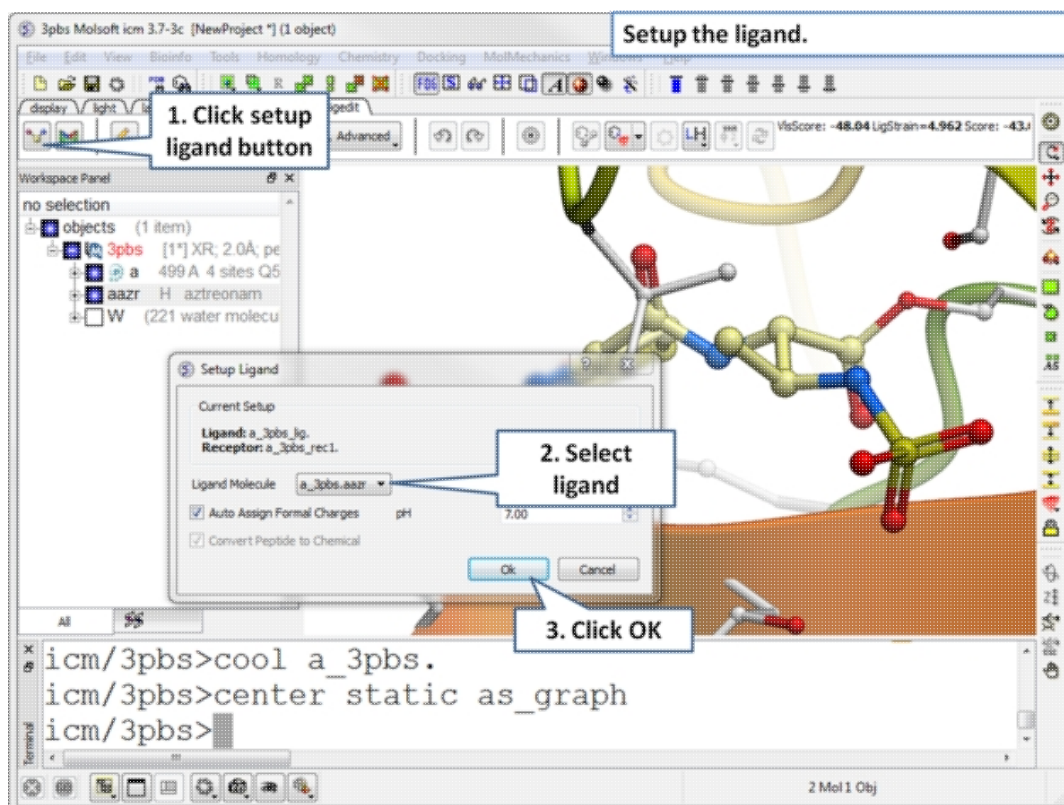 3pbs Molsoft icm 3.7-3c [NewProject *] (1 object)
Setup the ligand.
File Edit View Bioinfo Tools Homology Chemistry Docking MolMechanics Windows Help
display light
1. Click setup
ligand button
Advanced
VlsScore: -48.04 LigStrain=4.962 Score: -43.
Workspace Panel
no selection
objects (1 item)
3pbs [1*] XR; 2.0Å; pe
a 499 A 4 sites Q5
aazr H aztreonam
W (221 water molecu
Setup Ligand
Current Setup
Ligand: a_3pbs_lig.
Receptor: a_3pbs_rec1.
2. Select
ligand
Ligand Molecule a_3pbs.aazr
Auto Assign Formal Charges pH 7.00
Convert Peptide to Chemical
Ok Cancel
3. Click OK
All
icm/3pbs>cool a_3pbs.
icm/3pbs>center static as_graph
icm/3pbs>
Terminal
2 Mol 1 Obj